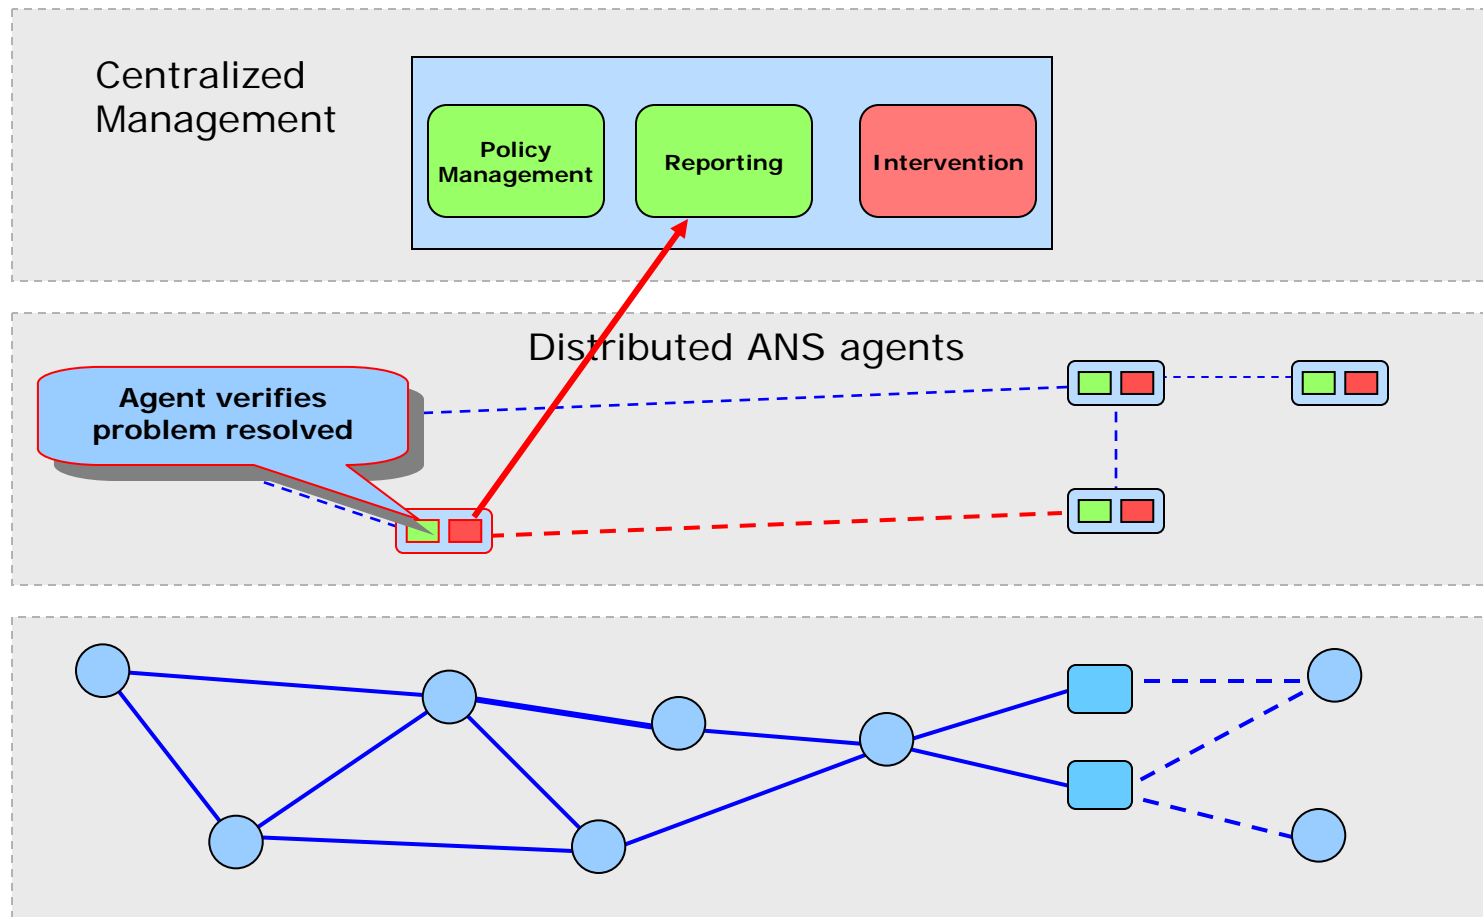 Centralized
Management
Policy
Management
Reporting
Intervention
Distributed ANS agents
Agent verifies
problem resolved